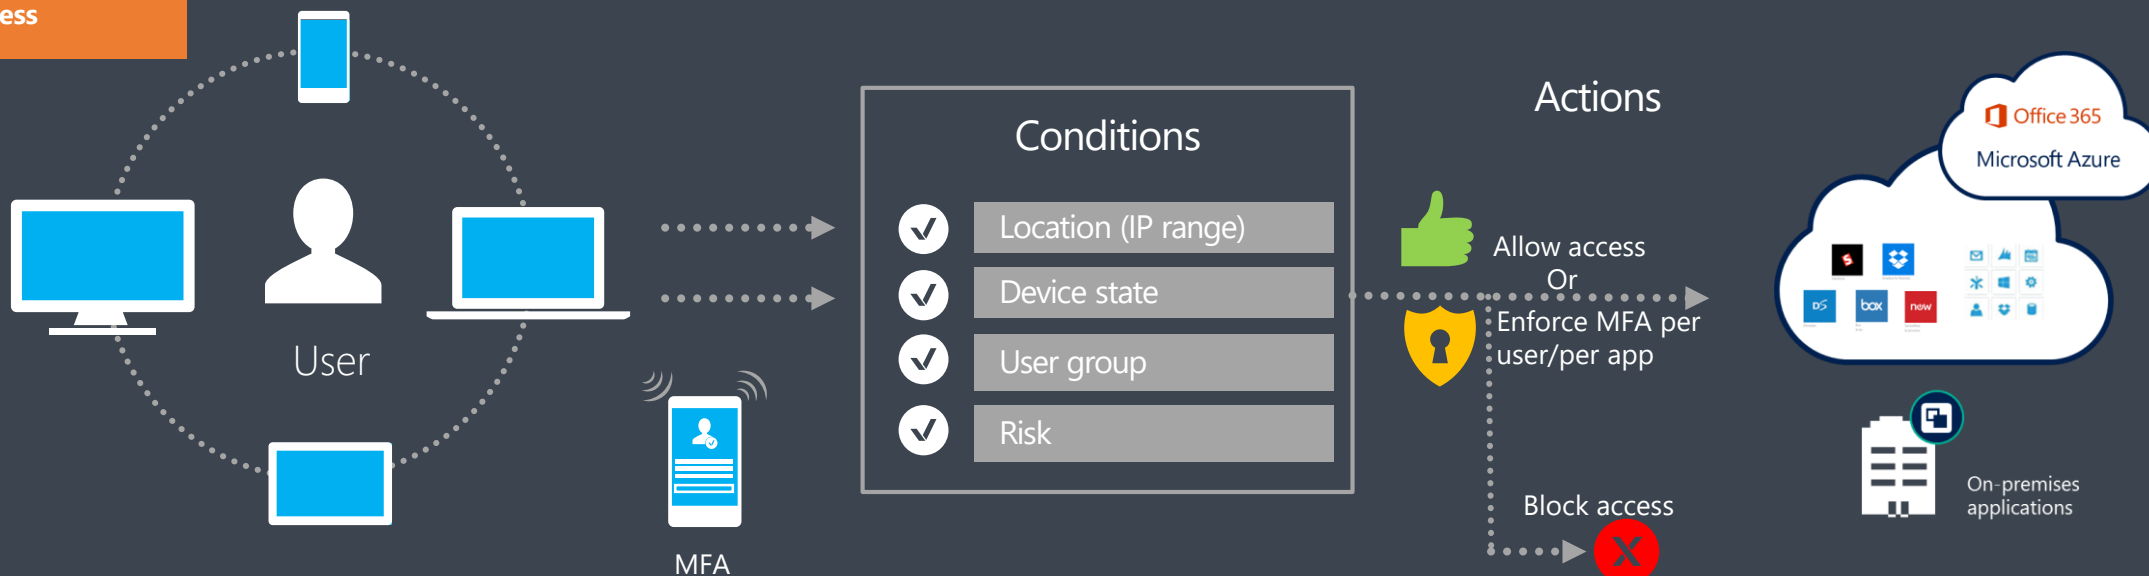 ess
User
MFA
Conditions
Location (IP range)
Device state
User group
Risk
Actions
Allow access
Or
Enforce MFA per
user/per app
Block access
X
Office 365
Microsoft Azure
S
DS
box
now
On-premises
applications